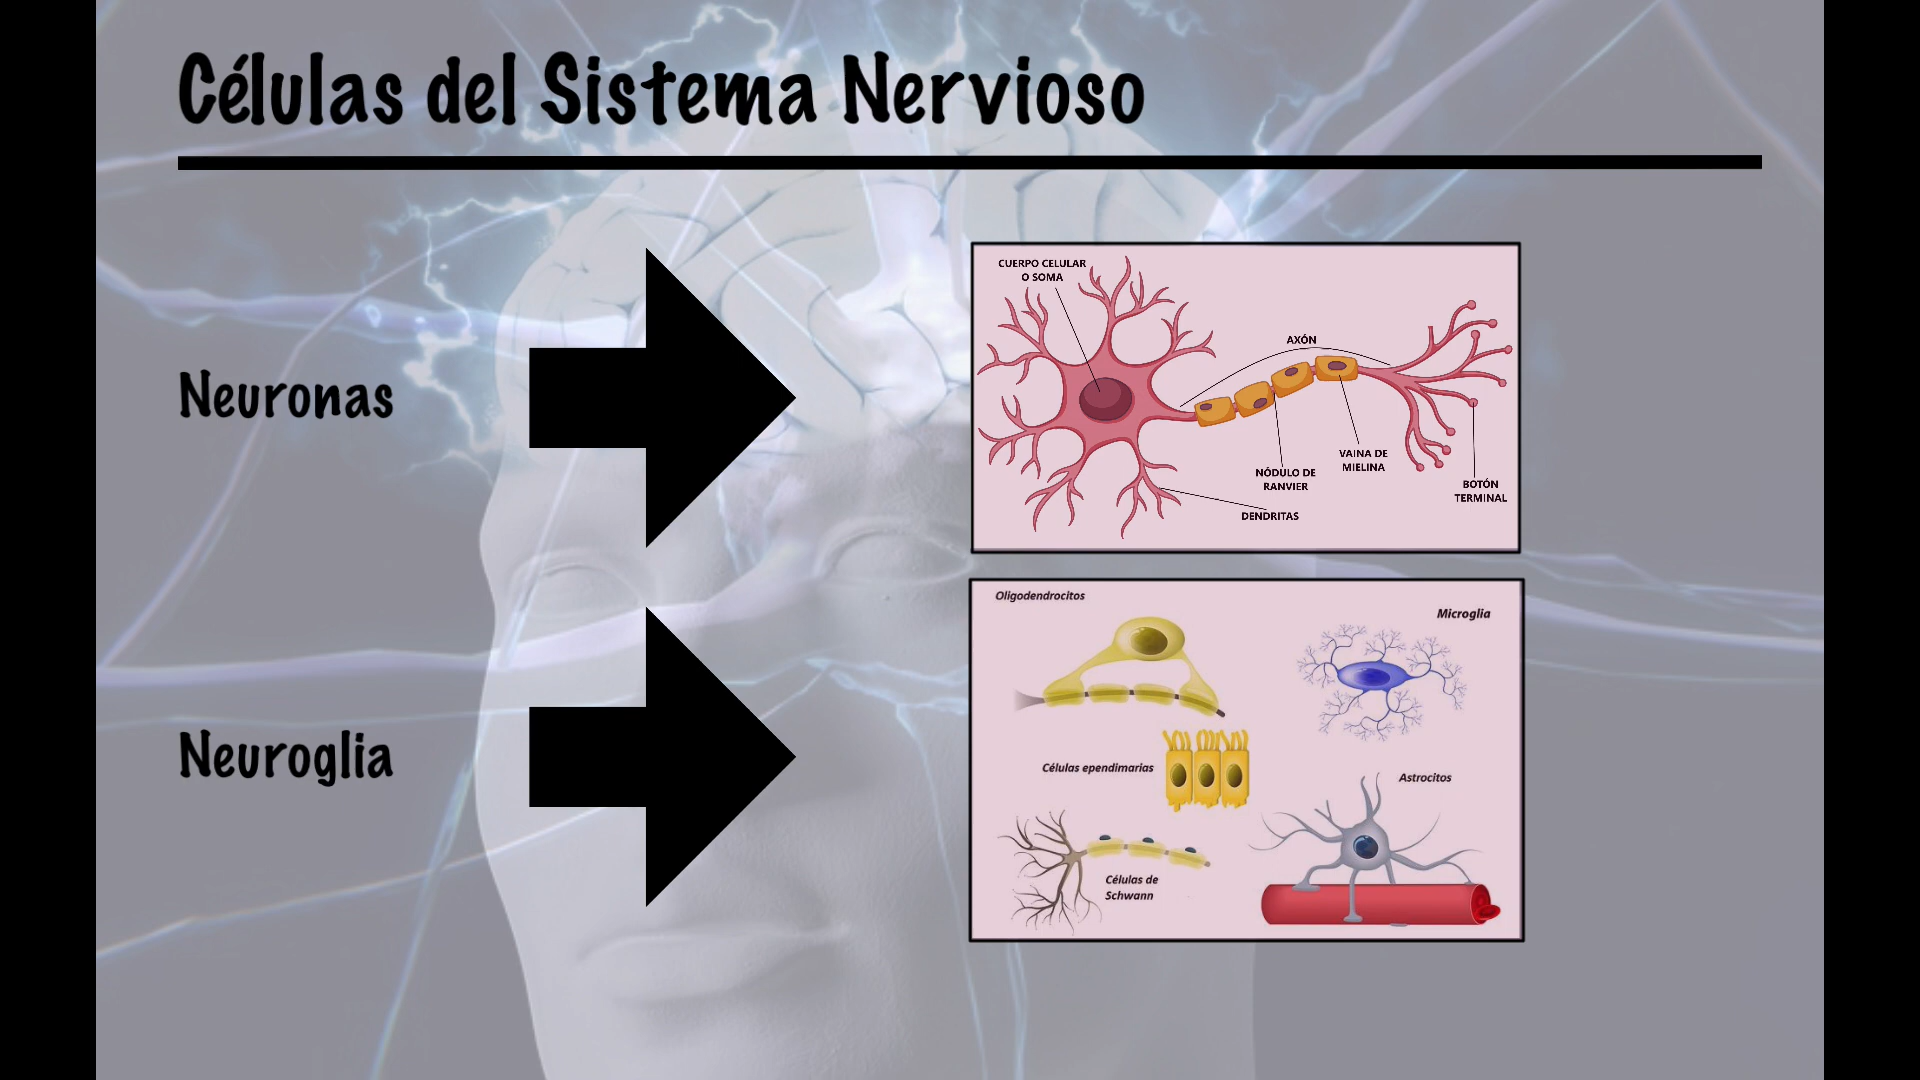 Células del Sistema Nervioso
Neuronas
CUERPO CELULAR
O SOMA
AXÓN
VAINA DE
MIELINA
NÓDULO DE
RANVIER
BOTÓN
TERMINAL
DENDRITAS
Neuroglia
Oligodendrocitos
Microglia
Células ependimarias
Astrocitos
Células de
Schwann